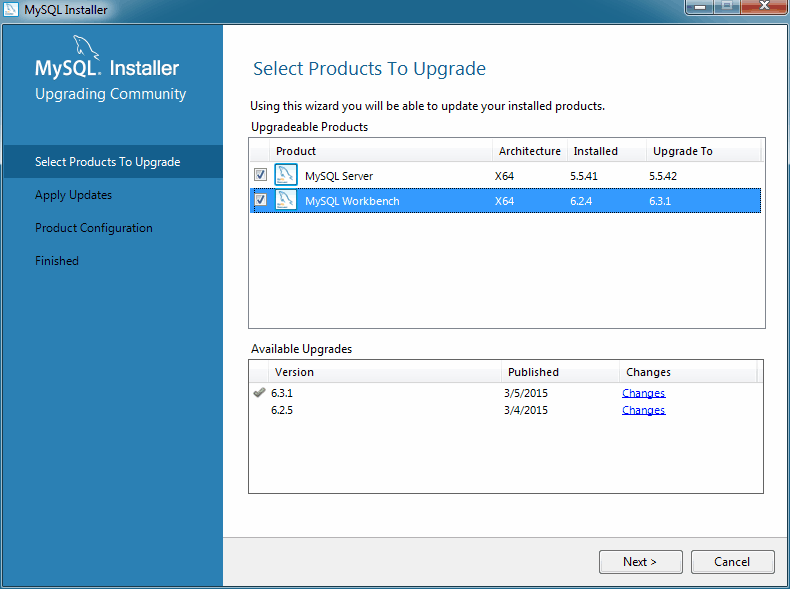 MySQL Installer
MySQL. Installer
Upgrading Community
Select Products To Upgrade
Apply Updates
Product Configuration
Finished
Select Products To Upgrade
Using this wizard you will be able to update your installed products.
Upgradeable Products
Product Architecture Installed Upgrade To
MySQL Server X64 5.5.41 5.5.42
MySQL Workbench X64 6.2.4 6.3.1
Available Upgrades
Version Published Changes
6.3.1 3/5/2015 Changes
6.2.5 3/4/2015 Changes
Next > Cancel